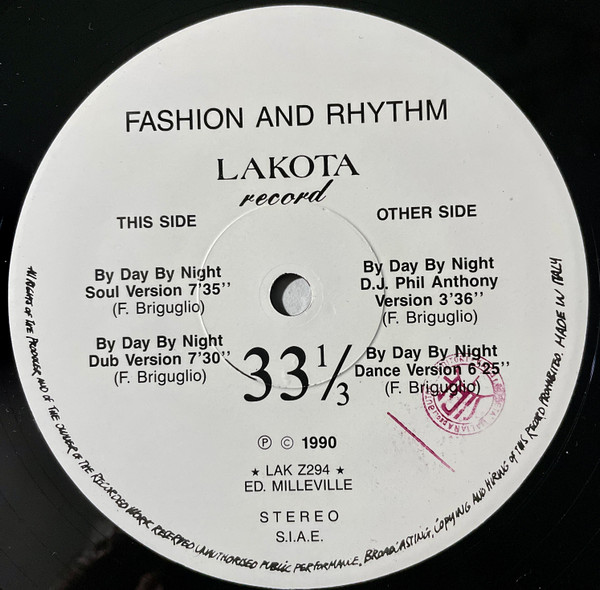 FASHION AND RHYTHM
LAKOTA
record
THIS SIDE
By Day By Night
Soul Version 7'35''
(F. Briguglio)
By Day By Night
Dub Version 7'30''
(F. Briguglio)
OTHER SIDE
By Day By Night
D.J. Phil Anthony
Version 3'36''
(F. Briguglio)
By Day By Night
Dance Version 6'25''
(F. Briguglio)
33 1/3
℗ © 1990
★ LAK Z294 ★
ED. MILLEVILLE
STEREO
S.I.A.E.
All RIGHTS OF THE PRODUCER AND OF THE OWNER OF THE RECORDED WORK RESERVED UNAUTHORISED PUBLIC PERFORMANCE, BROADCASTING, COPYING AND HIRING OF THIS RECORD PROHIBITED. MADE IN ITALY